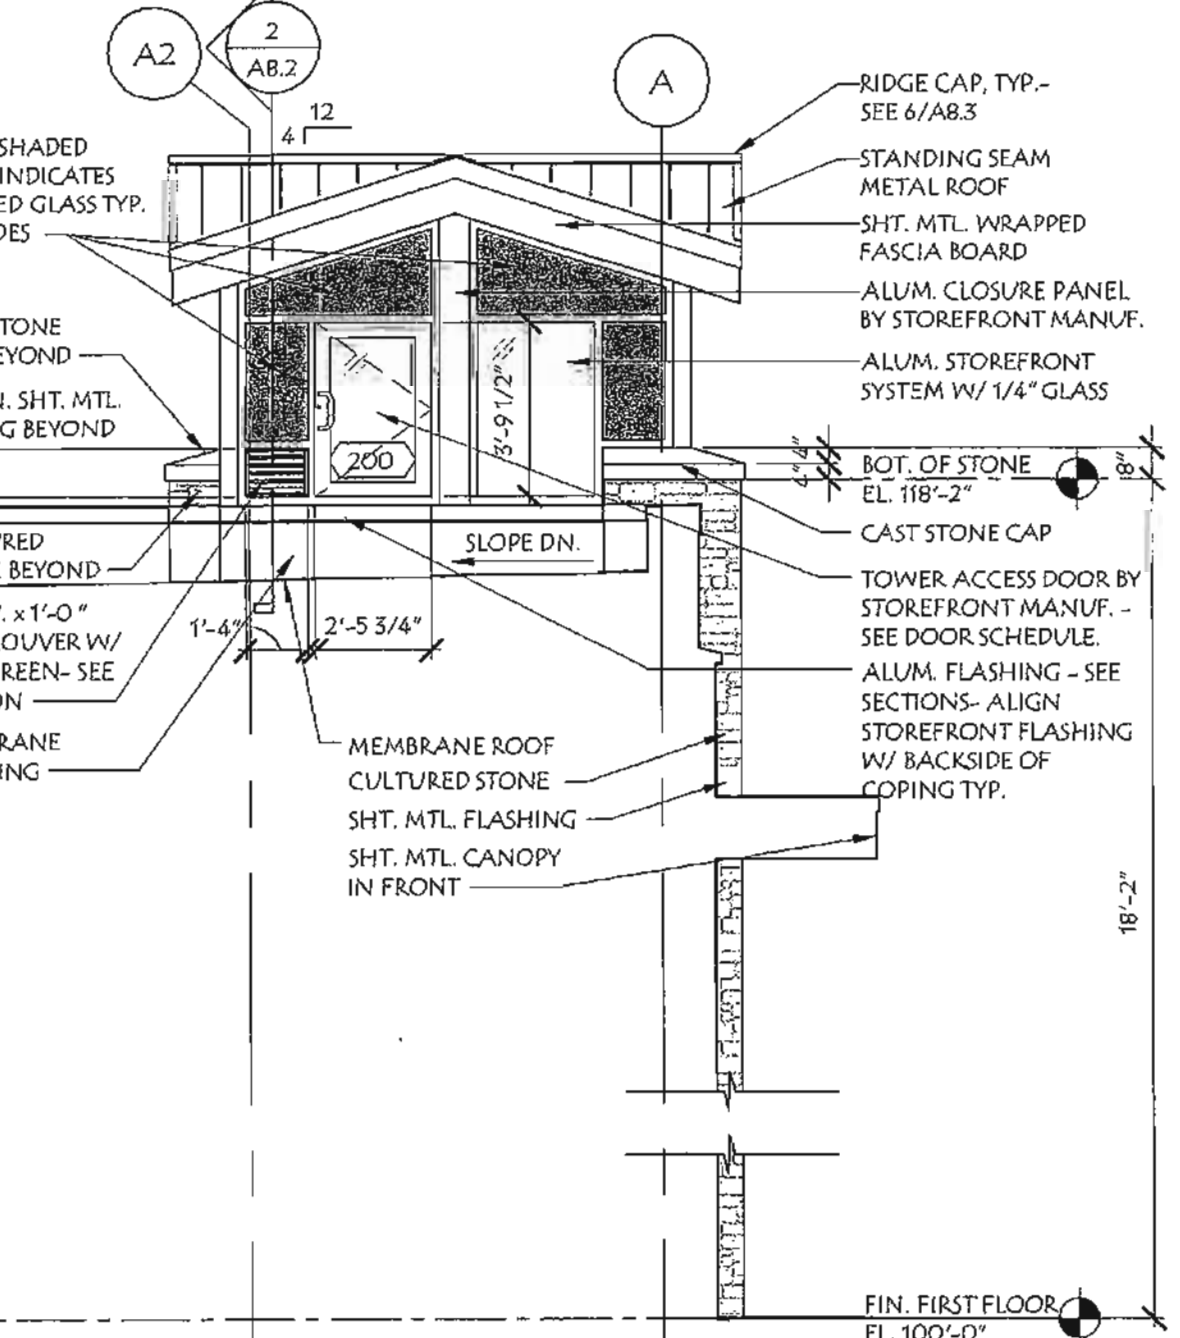 A2
2
A8.2
A
12
4
RIDGE CAP, TYP.-
SEE 6/A8.3
STANDING SEAM
METAL ROOF
SHT. MTL. WRAPPED
FASCIA BOARD
ALUM. CLOSURE PANEL
BY STOREFRONT MANUF.
ALUM. STOREFRONT
SYSTEM W/ 1/4" GLASS
SHADED
INDICATES
ED GLASS TYP.
DES
TONE
EYOND
. SHT. MTL.
G BEYOND
3'-9 1/2"
200
4" 4"
8"
BOT. OF STONE
EL. 118'-2"
CAST STONE CAP
TOWER ACCESS DOOR BY
STOREFRONT MANUF. -
SEE DOOR SCHEDULE.
ALUM. FLASHING - SEE
SECTIONS- ALIGN
STOREFRONT FLASHING
W/ BACKSIDE OF
COPING TYP.
RED
BEYOND
. x 1'-0"
OUVER W/
REEN- SEE
ON
RANE
ING
SLOPE DN.
1'-4"
2'-5 3/4"
MEMBRANE ROOF
CULTURED STONE
SHT. MTL. FLASHING
SHT. MTL. CANOPY
IN FRONT
18'-2"
FIN. FIRST FLOOR
EL. 100'-0"